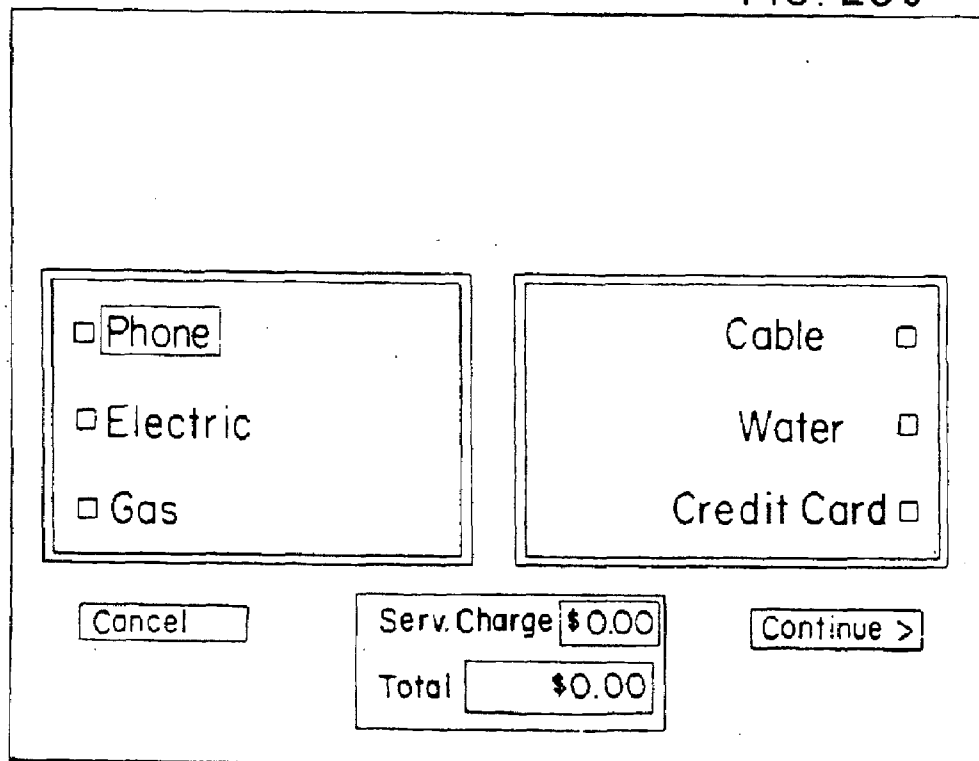 Phone
Electric
Gas
Cable
Water
Credit Card
Cancel
Serv. Charge $0.00
Total $0.00
Continue >